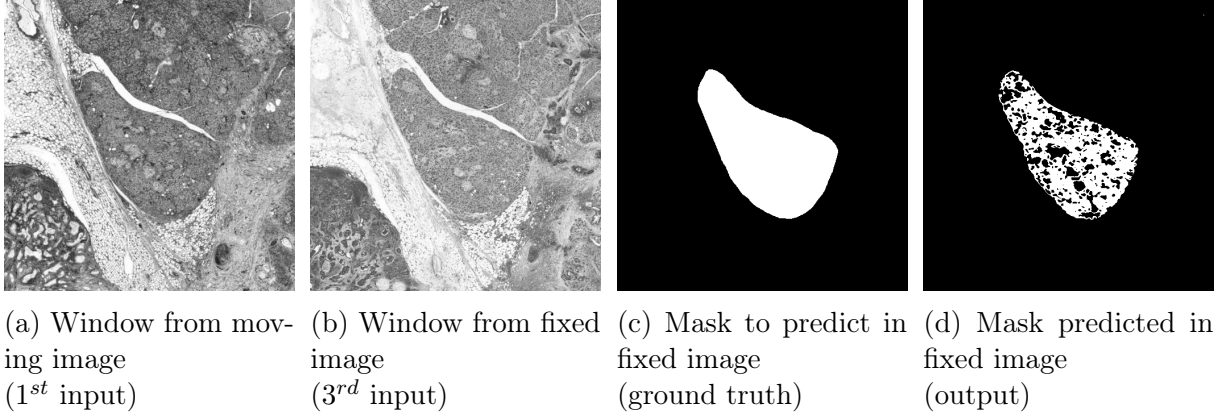 (a) Window from mov-
ing image
(1st input)
(b) Window from fixed
image
(3rd input)
(c) Mask to predict in
fixed image
(ground truth)
(d) Mask predicted in
fixed image
(output)